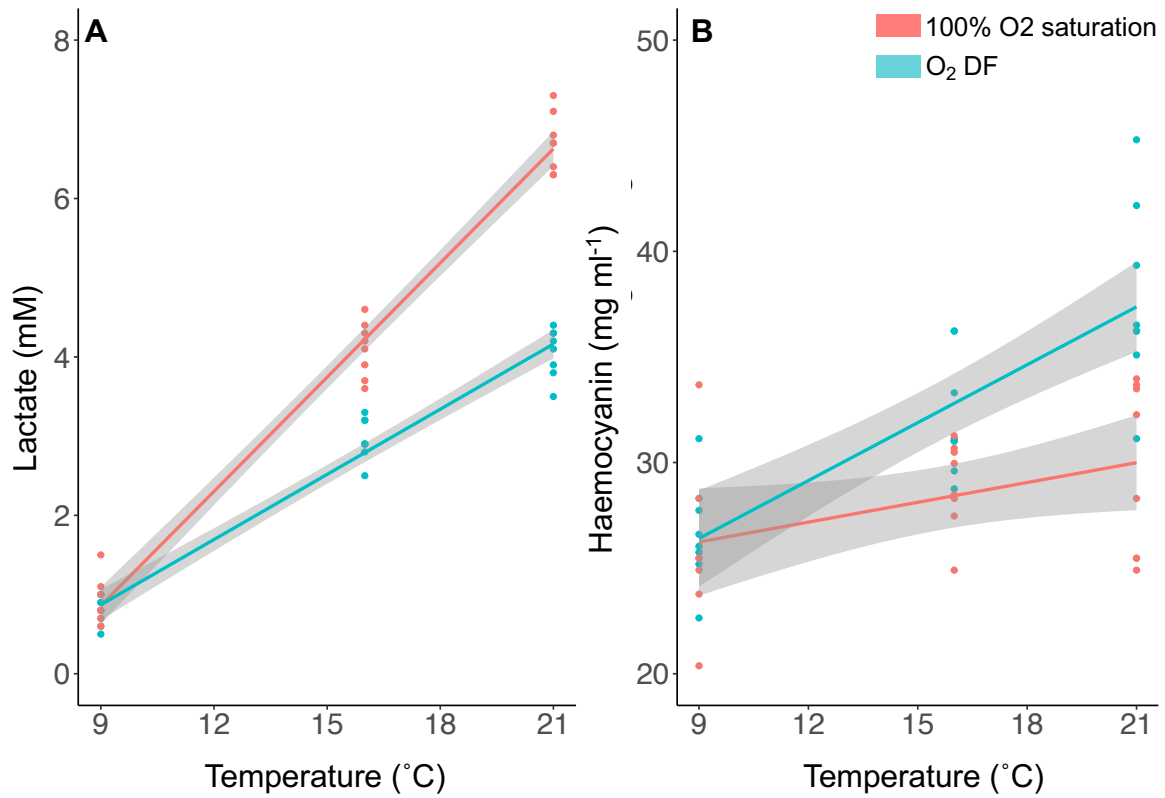 A
8
6
4
2
0
Lactate (mM)
9 12 15 18 21
Temperature (˚C)
B
100% O2 saturation
O₂ DF
50
40
30
20
Haemocyanin (mg ml⁻¹)
9 12 15 18 21
Temperature (˚C)